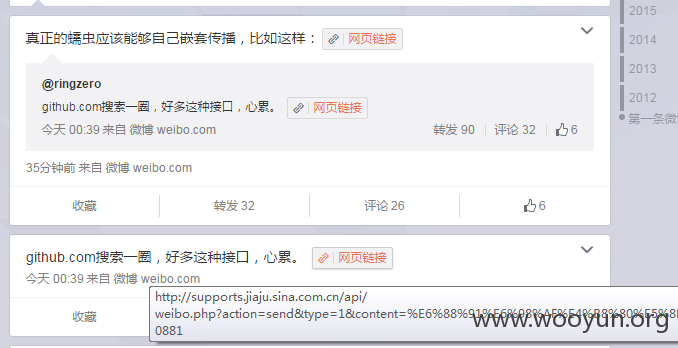 2015
2014
2013
2012
第一条微
真正的蠕虫应该能够自己嵌套传播，比如这样： 网页链接
@ringzero
github.com搜索一圈，好多这种接口，心累。 网页链接
今天 00:39 来自 微博 weibo.com 转发 90 评论 32 6
35分钟前 来自 微博 weibo.com
收藏 转发 32 评论 26 6
github.com搜索一圈，好多这种接口，心累。 网页链接
今天 00:39 来自 微博 weibo.com
收藏
http://supports.jiaju.sina.com.cn/api/
weibo.php?action=send&type=1&content=%E6%88%91%E6%98%AF%E4%B8%80%E5%8
0881
www.wooyun.org